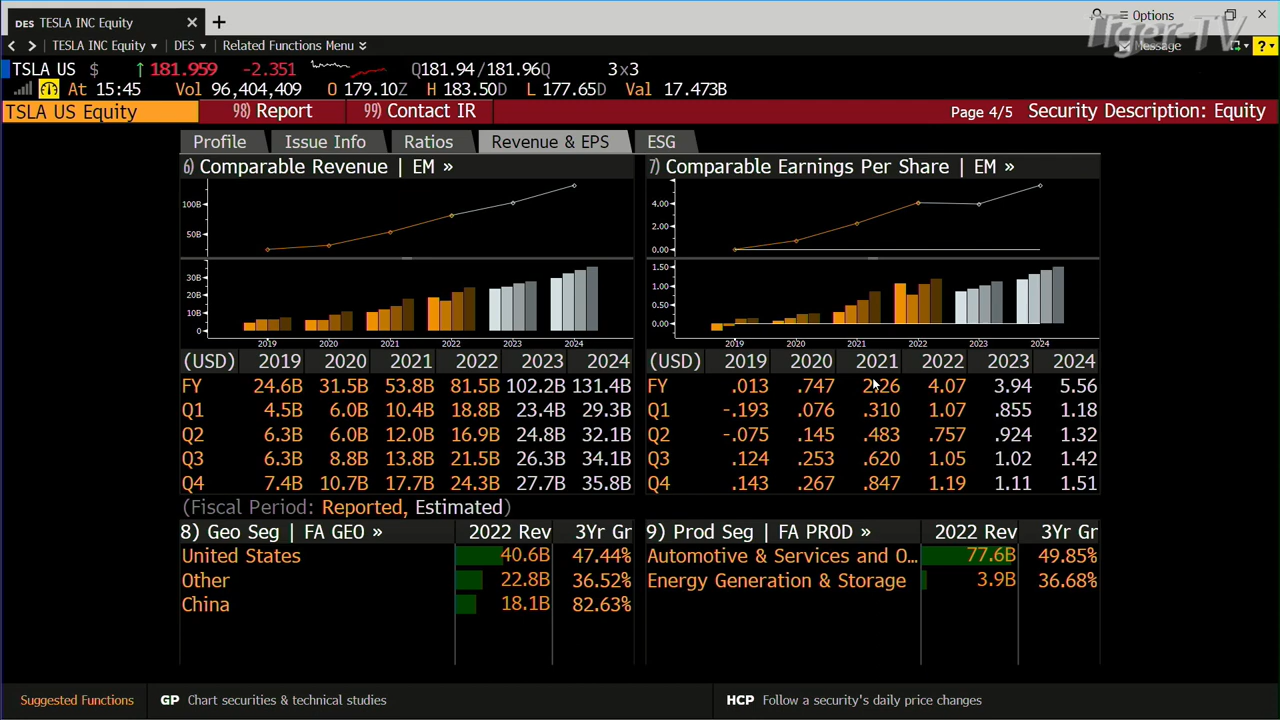 DES TESLA INC Equity
Options
Tiger-TV
TESLA INC Equity DES Related Functions Menu Message
TSLA US $ ↑ 181.959 -2.351 Q181.94/181.96Q 3x3
At 15:45 Vol 96,404,409 O 179.10Z H 183.50D L 177.65D Val 17.473B
TSLA US Equity 98) Report 99) Contact IR Page 4/5 Security Description: Equity
Profile Issue Info Ratios Revenue & EPS ESG
6) Comparable Revenue | EM »
100B
50B
30B
20B
10B
0
2019 2020 2021 2022 2023 2024
(USD) 2019 2020 2021 2022 2023 2024
FY 24.6B 31.5B 53.8B 81.5B 102.2B 131.4B
Q1 4.5B 6.0B 10.4B 18.8B 23.4B 29.3B
Q2 6.3B 6.0B 12.0B 16.9B 24.8B 32.1B
Q3 6.3B 8.8B 13.8B 21.5B 26.3B 34.1B
Q4 7.4B 10.7B 17.7B 24.3B 27.7B 35.8B
7) Comparable Earnings Per Share | EM »
4.00
2.00
0.00
1.50
1.00
0.50
0.00
2019 2020 2021 2022 2023 2024
(USD) 2019 2020 2021 2022 2023 2024
FY .013 .747 2.26 4.07 3.94 5.56
Q1 -.193 .076 .310 1.07 .855 1.18
Q2 -.075 .145 .483 .757 .924 1.32
Q3 .124 .253 .620 1.05 1.02 1.42
Q4 .143 .267 .847 1.19 1.11 1.51
(Fiscal Period: Reported, Estimated)
8) Geo Seg | FA GEO » 2022 Rev 3Yr Gr
United States 40.6B 47.44%
Other 22.8B 36.52%
China 18.1B 82.63%
9) Prod Seg | FA PROD » 2022 Rev 3Yr Gr
Automotive & Services and O... 77.6B 49.85%
Energy Generation & Storage 3.9B 36.68%
Suggested Functions GP Chart securities & technical studies HCP Follow a security's daily price changes